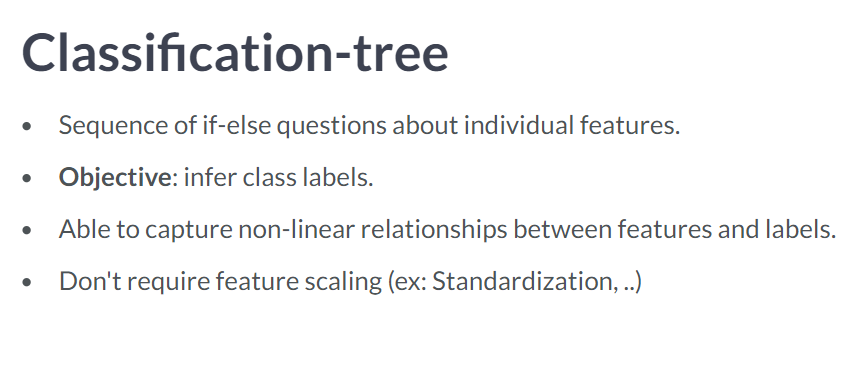 Classification-tree
• Sequence of if-else questions about individual features.
• Objective: infer class labels.
• Able to capture non-linear relationships between features and labels.
• Don't require feature scaling (ex: Standardization, ..)